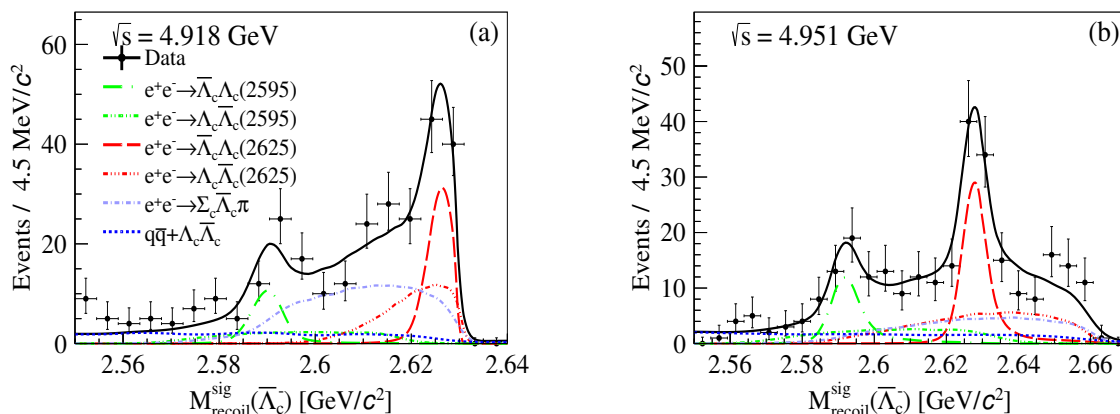 √s = 4.918 GeV (a)
Data
e⁺e⁻→Λ̅cΛc(2595)
e⁺e⁻→ΛcΛ̅c(2595)
e⁺e⁻→Λ̅cΛc(2625)
e⁺e⁻→ΛcΛ̅c(2625)
e⁺e⁻→ΣcΛ̅cπ
qq̅+ΛcΛ̅c
Events / 4.5 MeV/c²
60
40
20
0
2.56 2.58 2.6 2.62 2.64
M^sig_recoil(Λ̅c⁻) [GeV/c²]
√s = 4.951 GeV (b)
Events / 4.5 MeV/c²
50
40
30
20
10
0
2.56 2.58 2.6 2.62 2.64 2.66
M^sig_recoil(Λ̅c⁻) [GeV/c²]